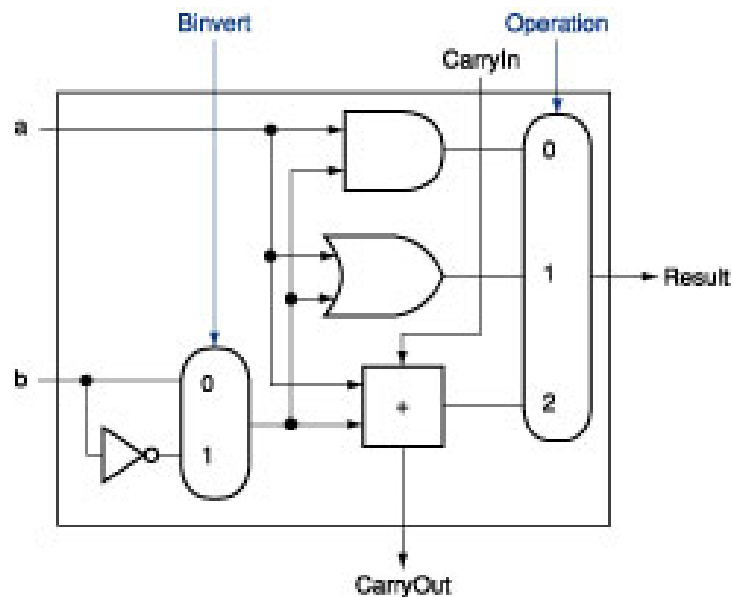 Binvert
Operation
CarryIn
a
0
1
Result
b
0
+
2
1
CarryOut